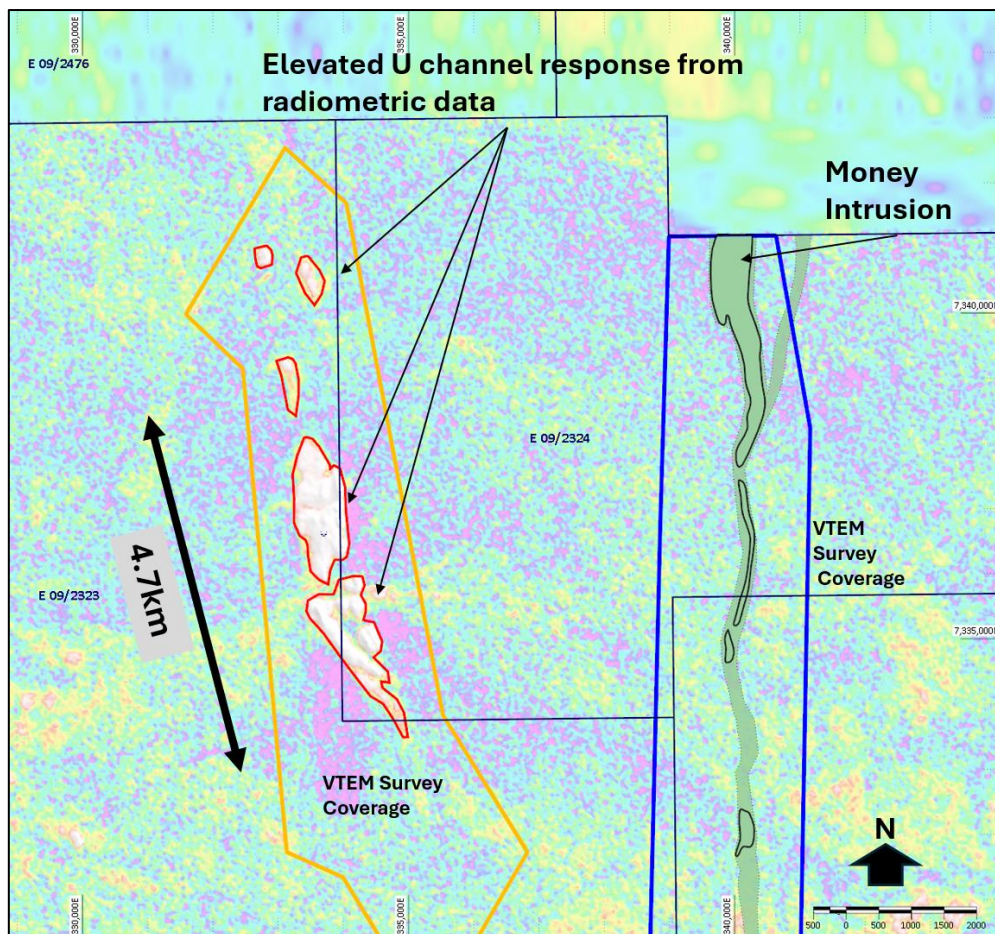 330,000E
335,000E
340,000E
E 09/2476
Elevated U channel response from
radiometric data
Money
Intrusion
7,340,000N
E 09/2324
VTEM
Survey
Coverage
4.7km
E 09/2323
7,335,000N
VTEM Survey
Coverage
N
330,000E
335,000E
340,000E
500 0 500 1000 1500 2000